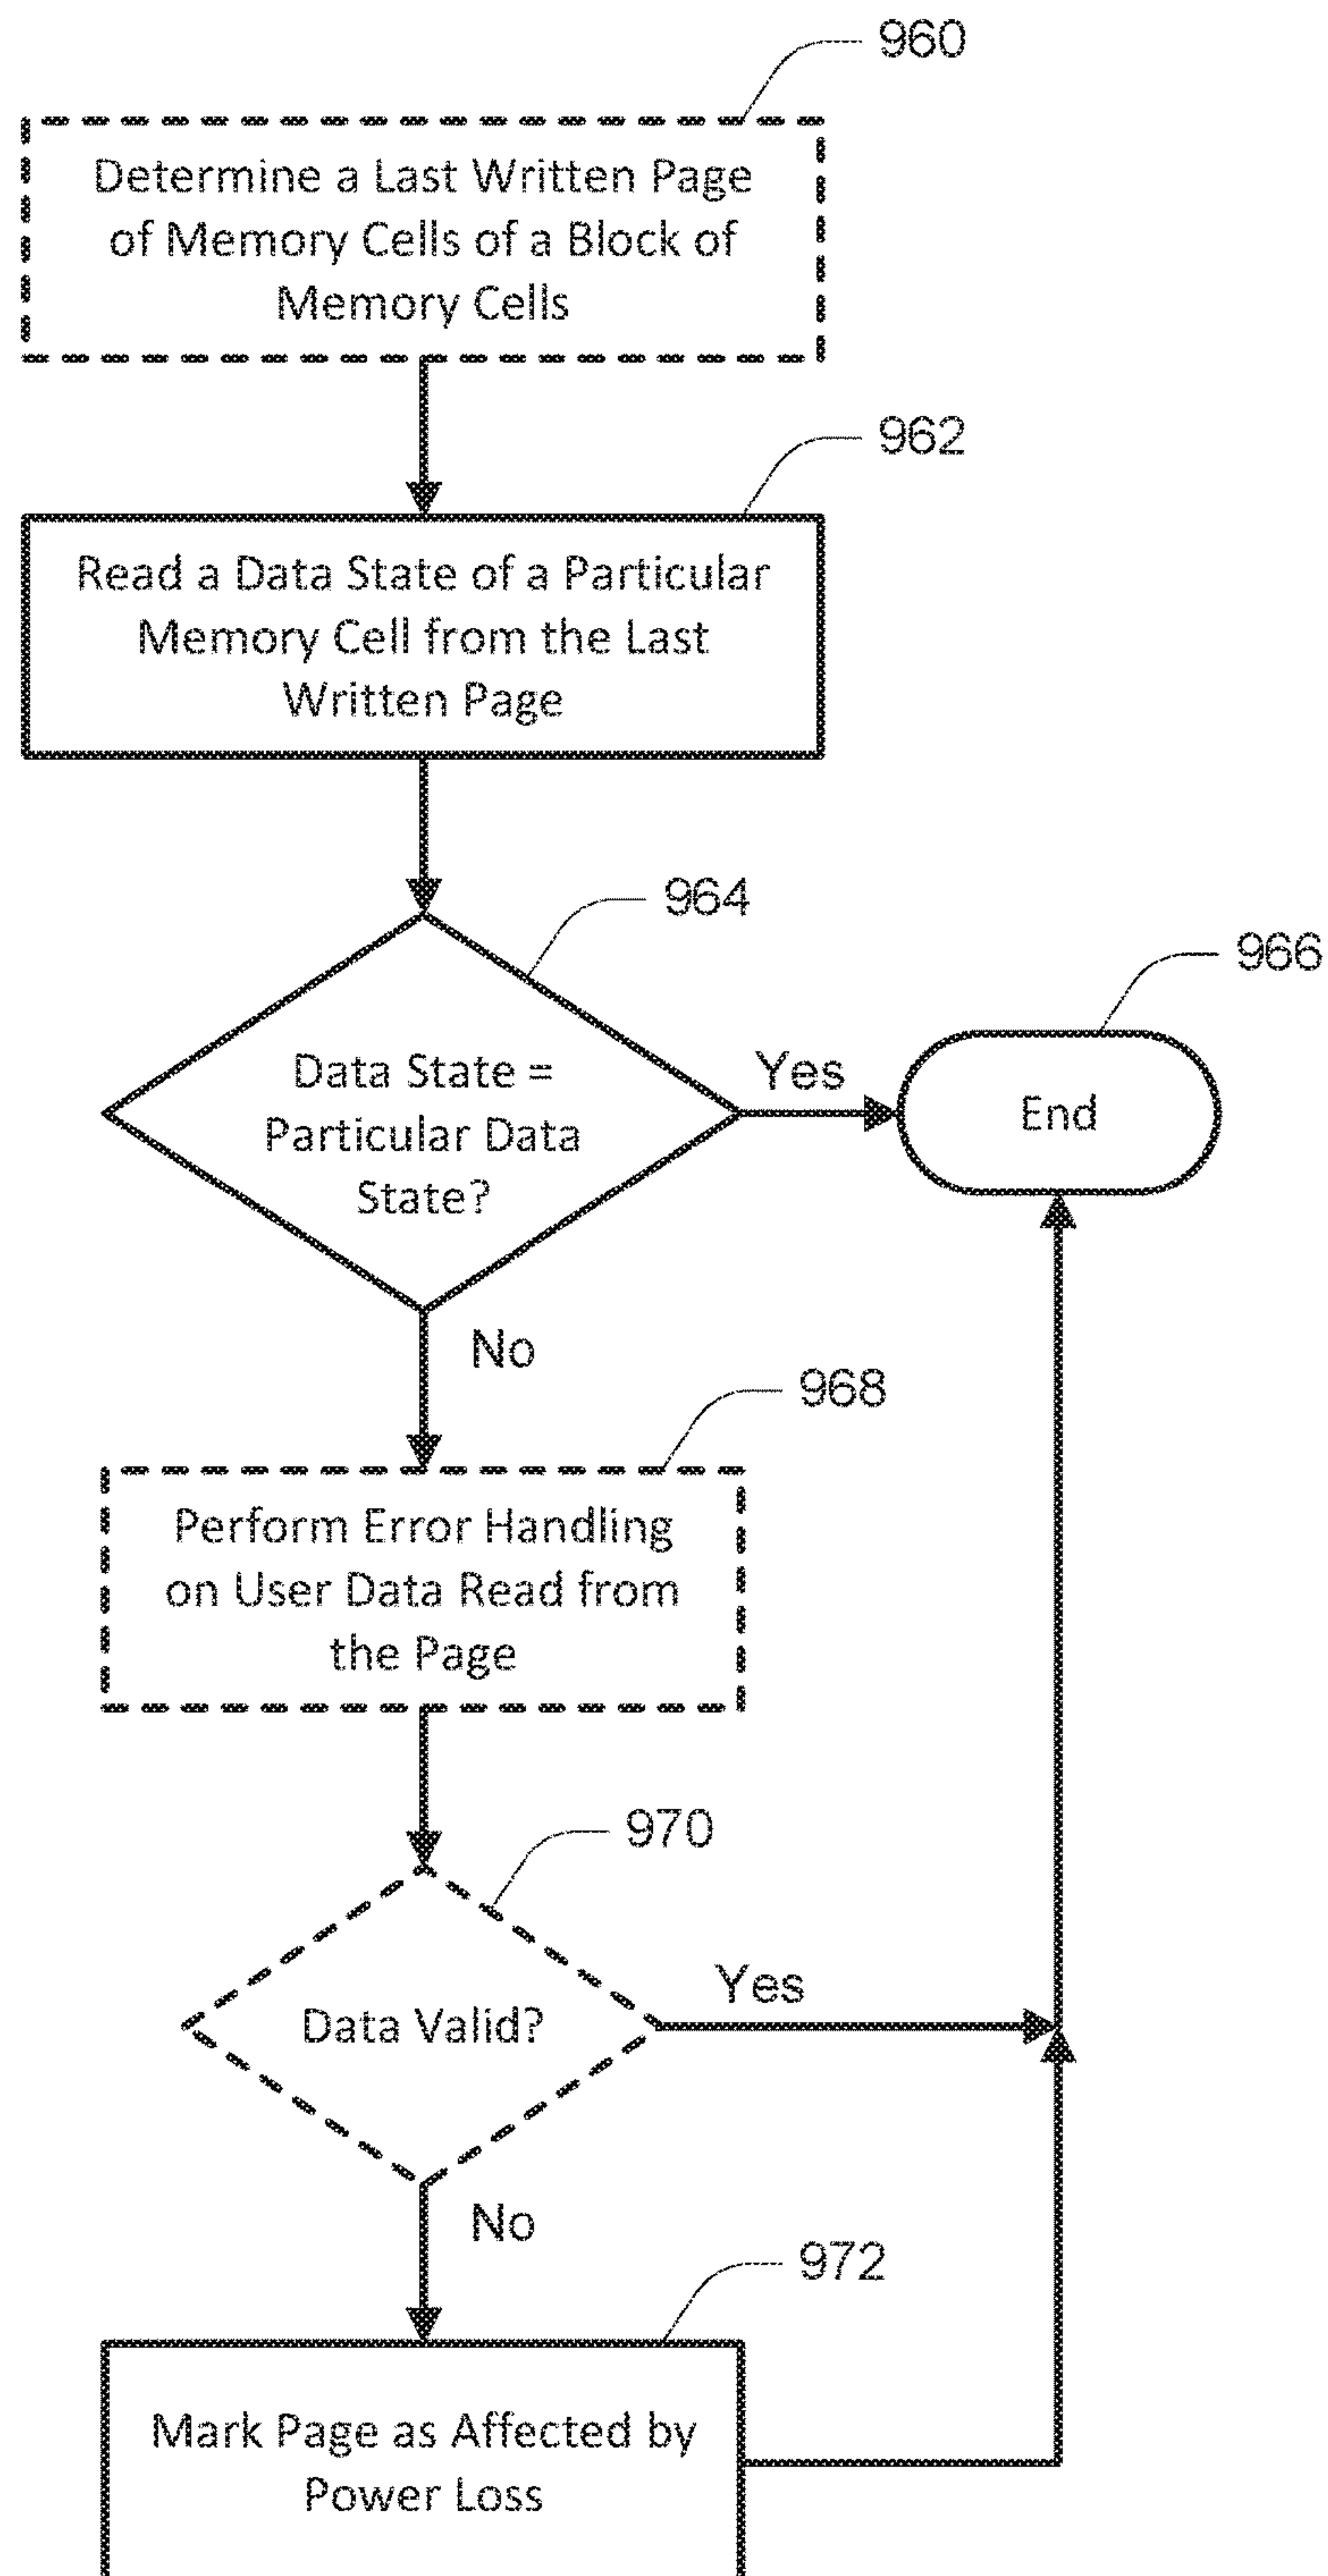 960
Determine a Last Written Page
of Memory Cells of a Block of
Memory Cells
962
Read a Data State of a Particular
Memory Cell from the Last
Written Page
964
966
Data State =
Particular Data
State?
Yes
End
No
968
Perform Error Handling
on User Data Read from
the Page
970
Data Valid?
Yes
No
972
Mark Page as Affected by
Power Loss